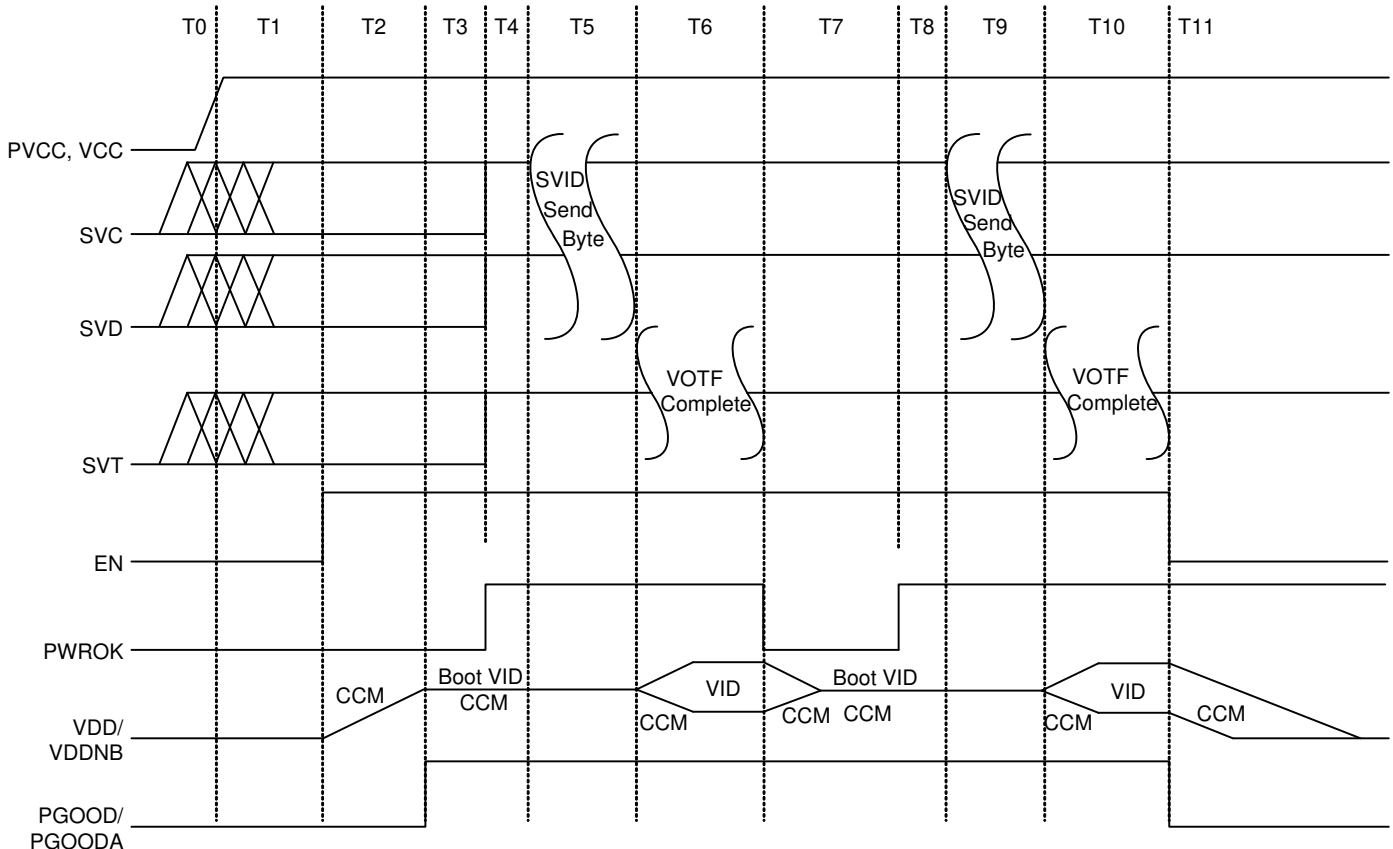 T0 T1 T2 T3 T4 T5 T6 T7 T8 T9 T10 T11
PVCC, VCC
SVID
Send
Byte
SVID
Send
Byte
SVC
SVD
VOTF
Complete
VOTF
Complete
SVT
EN
PWROK
CCM
Boot VID
CCM
VID
CCM
Boot VID
CCM
CCM
VID
CCM
CCM
VDD/
VDDNB
PGOOD/
PGOODA